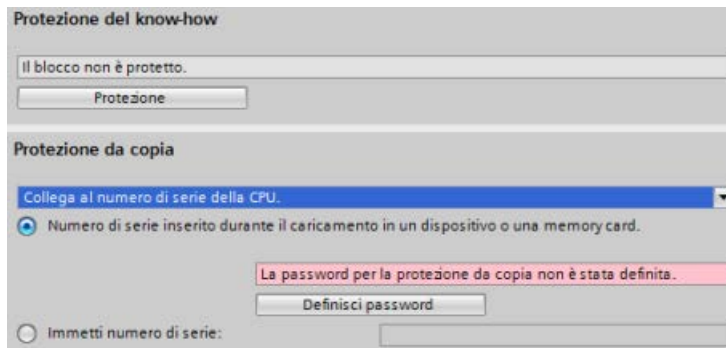 Protezione del know-how
Il blocco non è protetto.
Protezione
Protezione da copia
Collega al numero di serie della CPU.
Numero di serie inserito durante il caricamento in un dispositivo o una memory card.
La password per la protezione da copia non è stata definita.
Definisci password
Immetti numero di serie: